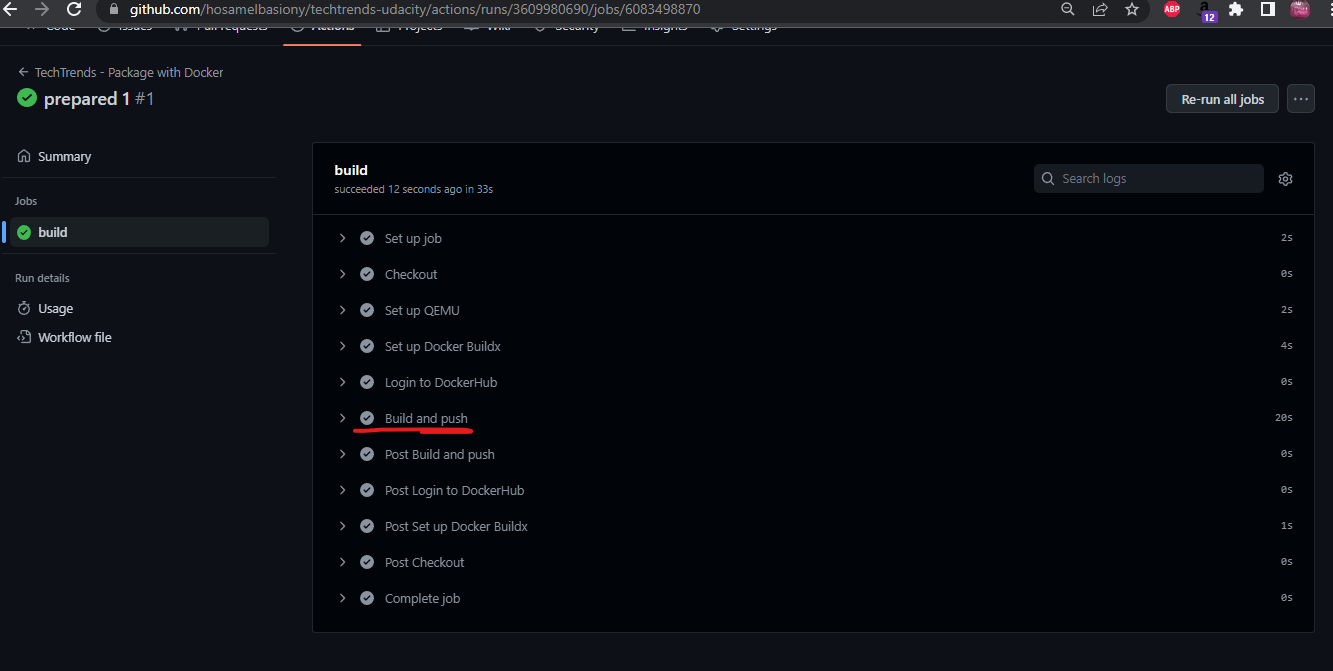 github.com/hosamelbasiony/techtrends-udacity/actions/runs/3609980690/jobs/6083498870
ABP
12
Code Issues Pull requests Actions Projects Wiki Security Insights Settings
TechTrends - Package with Docker
prepared 1 #1
Re-run all jobs
Summary
Jobs
build
Run details
Usage
Workflow file
build
succeeded 12 seconds ago in 33s
Search logs
Set up job 2s
Checkout 0s
Set up QEMU 2s
Set up Docker Buildx 4s
Login to DockerHub 0s
Build and push 20s
Post Build and push 0s
Post Login to DockerHub 0s
Post Set up Docker Buildx 1s
Post Checkout 0s
Complete job 0s